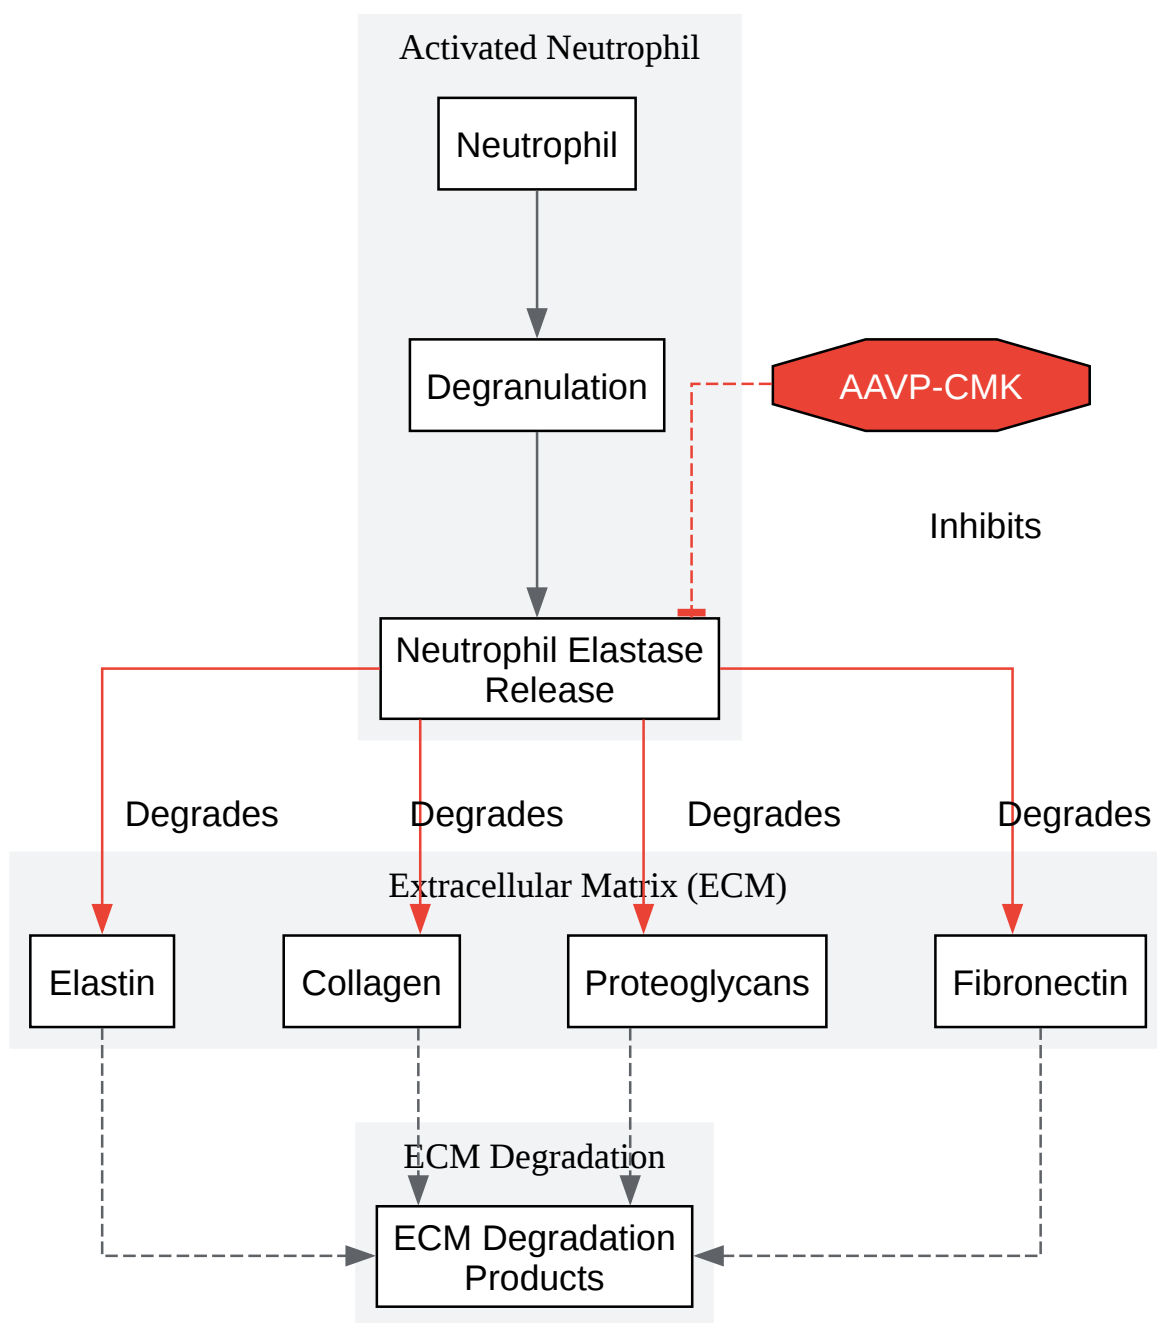 Activated Neutrophil
Neutrophil
Degranulation
AAVP-CMK
Inhibits
Neutrophil Elastase
Release
Degrades
Degrades
Degrades
Degrades
Extracellular Matrix (ECM)
Elastin
Collagen
Proteoglycans
Fibronectin
ECM Degradation
ECM Degradation
Products